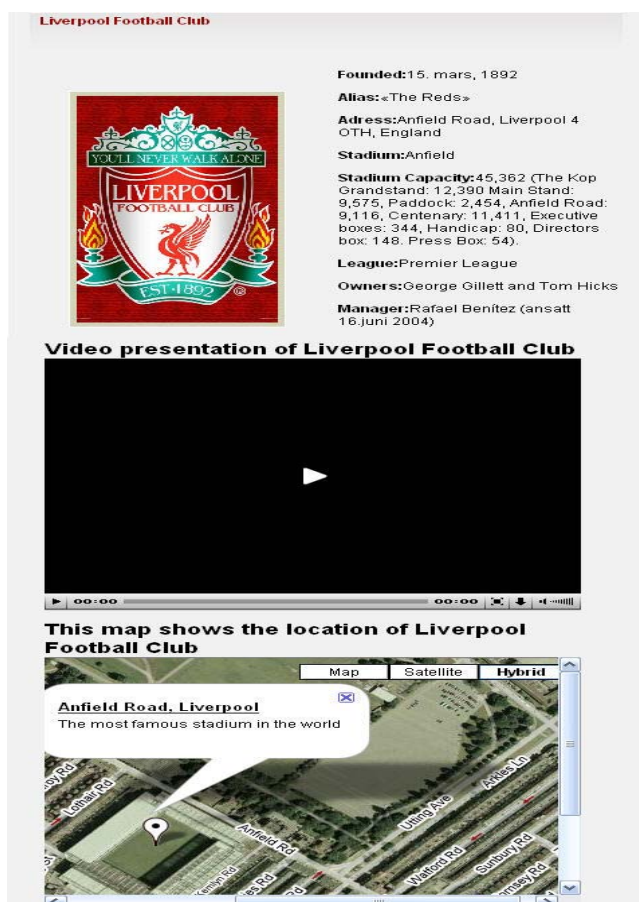 Liverpool Football Club
YOU'LL NEVER WALK ALONE
LIVERPOOL
FOOTBALL CLUB
EST·1892
®
Founded:15. mars, 1892
Alias:«The Reds»
Adress:Anfield Road, Liverpool 4
OTH, England
Stadium:Anfield
Stadium Capacity:45,362 (The Kop
Grandstand: 12,390 Main Stand:
9,575, Paddock: 2,454, Anfield Road:
9,116, Centenary: 11,411, Executive
boxes: 344, Handicap: 80, Directors
box: 148. Press Box: 54).
League:Premier League
Owners:George Gillett and Tom Hicks
Manager:Rafael Benítez (ansatt
16.juni 2004)
Video presentation of Liverpool Football Club
00:00
00:00
This map shows the location of Liverpool
Football Club
Map
Satellite
Hybrid
Anfield Road, Liverpool
The most famous stadium in the world
Lothair Rd
Anfield Rd
Utting Ave
Arkles Ln
Kemlyn Rd
Watford Rd
Sunbury Rd